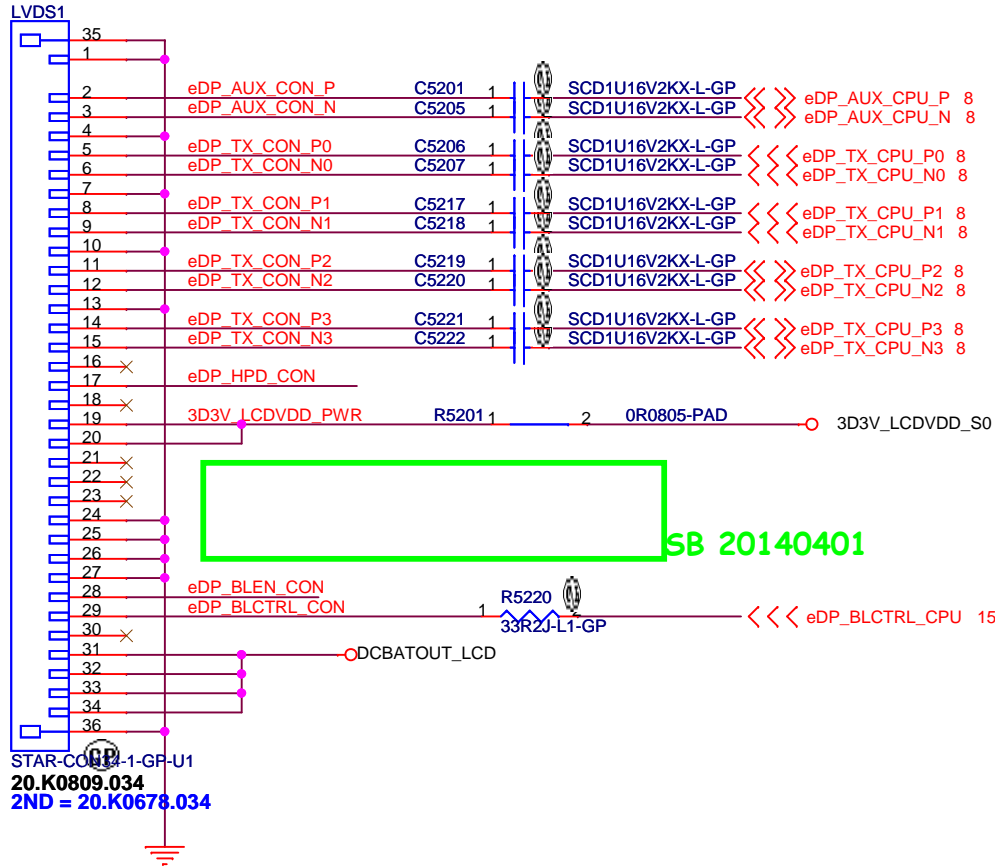 LVDS1
35
1
2 eDP_AUX_CON_P C5201 1 SCD1U16V2KX-L-GP eDP_AUX_CPU_P 8
3 eDP_AUX_CON_N C5205 1 SCD1U16V2KX-L-GP eDP_AUX_CPU_N 8
4
5 eDP_TX_CON_P0 C5206 1 SCD1U16V2KX-L-GP eDP_TX_CPU_P0 8
6 eDP_TX_CON_N0 C5207 1 SCD1U16V2KX-L-GP eDP_TX_CPU_N0 8
7
8 eDP_TX_CON_P1 C5217 1 SCD1U16V2KX-L-GP eDP_TX_CPU_P1 8
9 eDP_TX_CON_N1 C5218 1 SCD1U16V2KX-L-GP eDP_TX_CPU_N1 8
10
11 eDP_TX_CON_P2 C5219 1 SCD1U16V2KX-L-GP eDP_TX_CPU_P2 8
12 eDP_TX_CON_N2 C5220 1 SCD1U16V2KX-L-GP eDP_TX_CPU_N2 8
13
14 eDP_TX_CON_P3 C5221 1 SCD1U16V2KX-L-GP eDP_TX_CPU_P3 8
15 eDP_TX_CON_N3 C5222 1 SCD1U16V2KX-L-GP eDP_TX_CPU_N3 8
16
17 eDP_HPD_CON
18
19 3D3V_LCDVDD_PWR R5201 1 2 0R0805-PAD 3D3V_LCDVDD_S0
20
21
22
23
24
25 SB 20140401
26
27
28 eDP_BLEN_CON R5220
29 eDP_BLCTRL_CON 1 33R2J-L1-GP eDP_BLCTRL_CPU 15
30
31 DCBATOUT_LCD
32
33
34
36
GP
STAR-CON34-1-GP-U1
20.K0809.034
2ND = 20.K0678.034